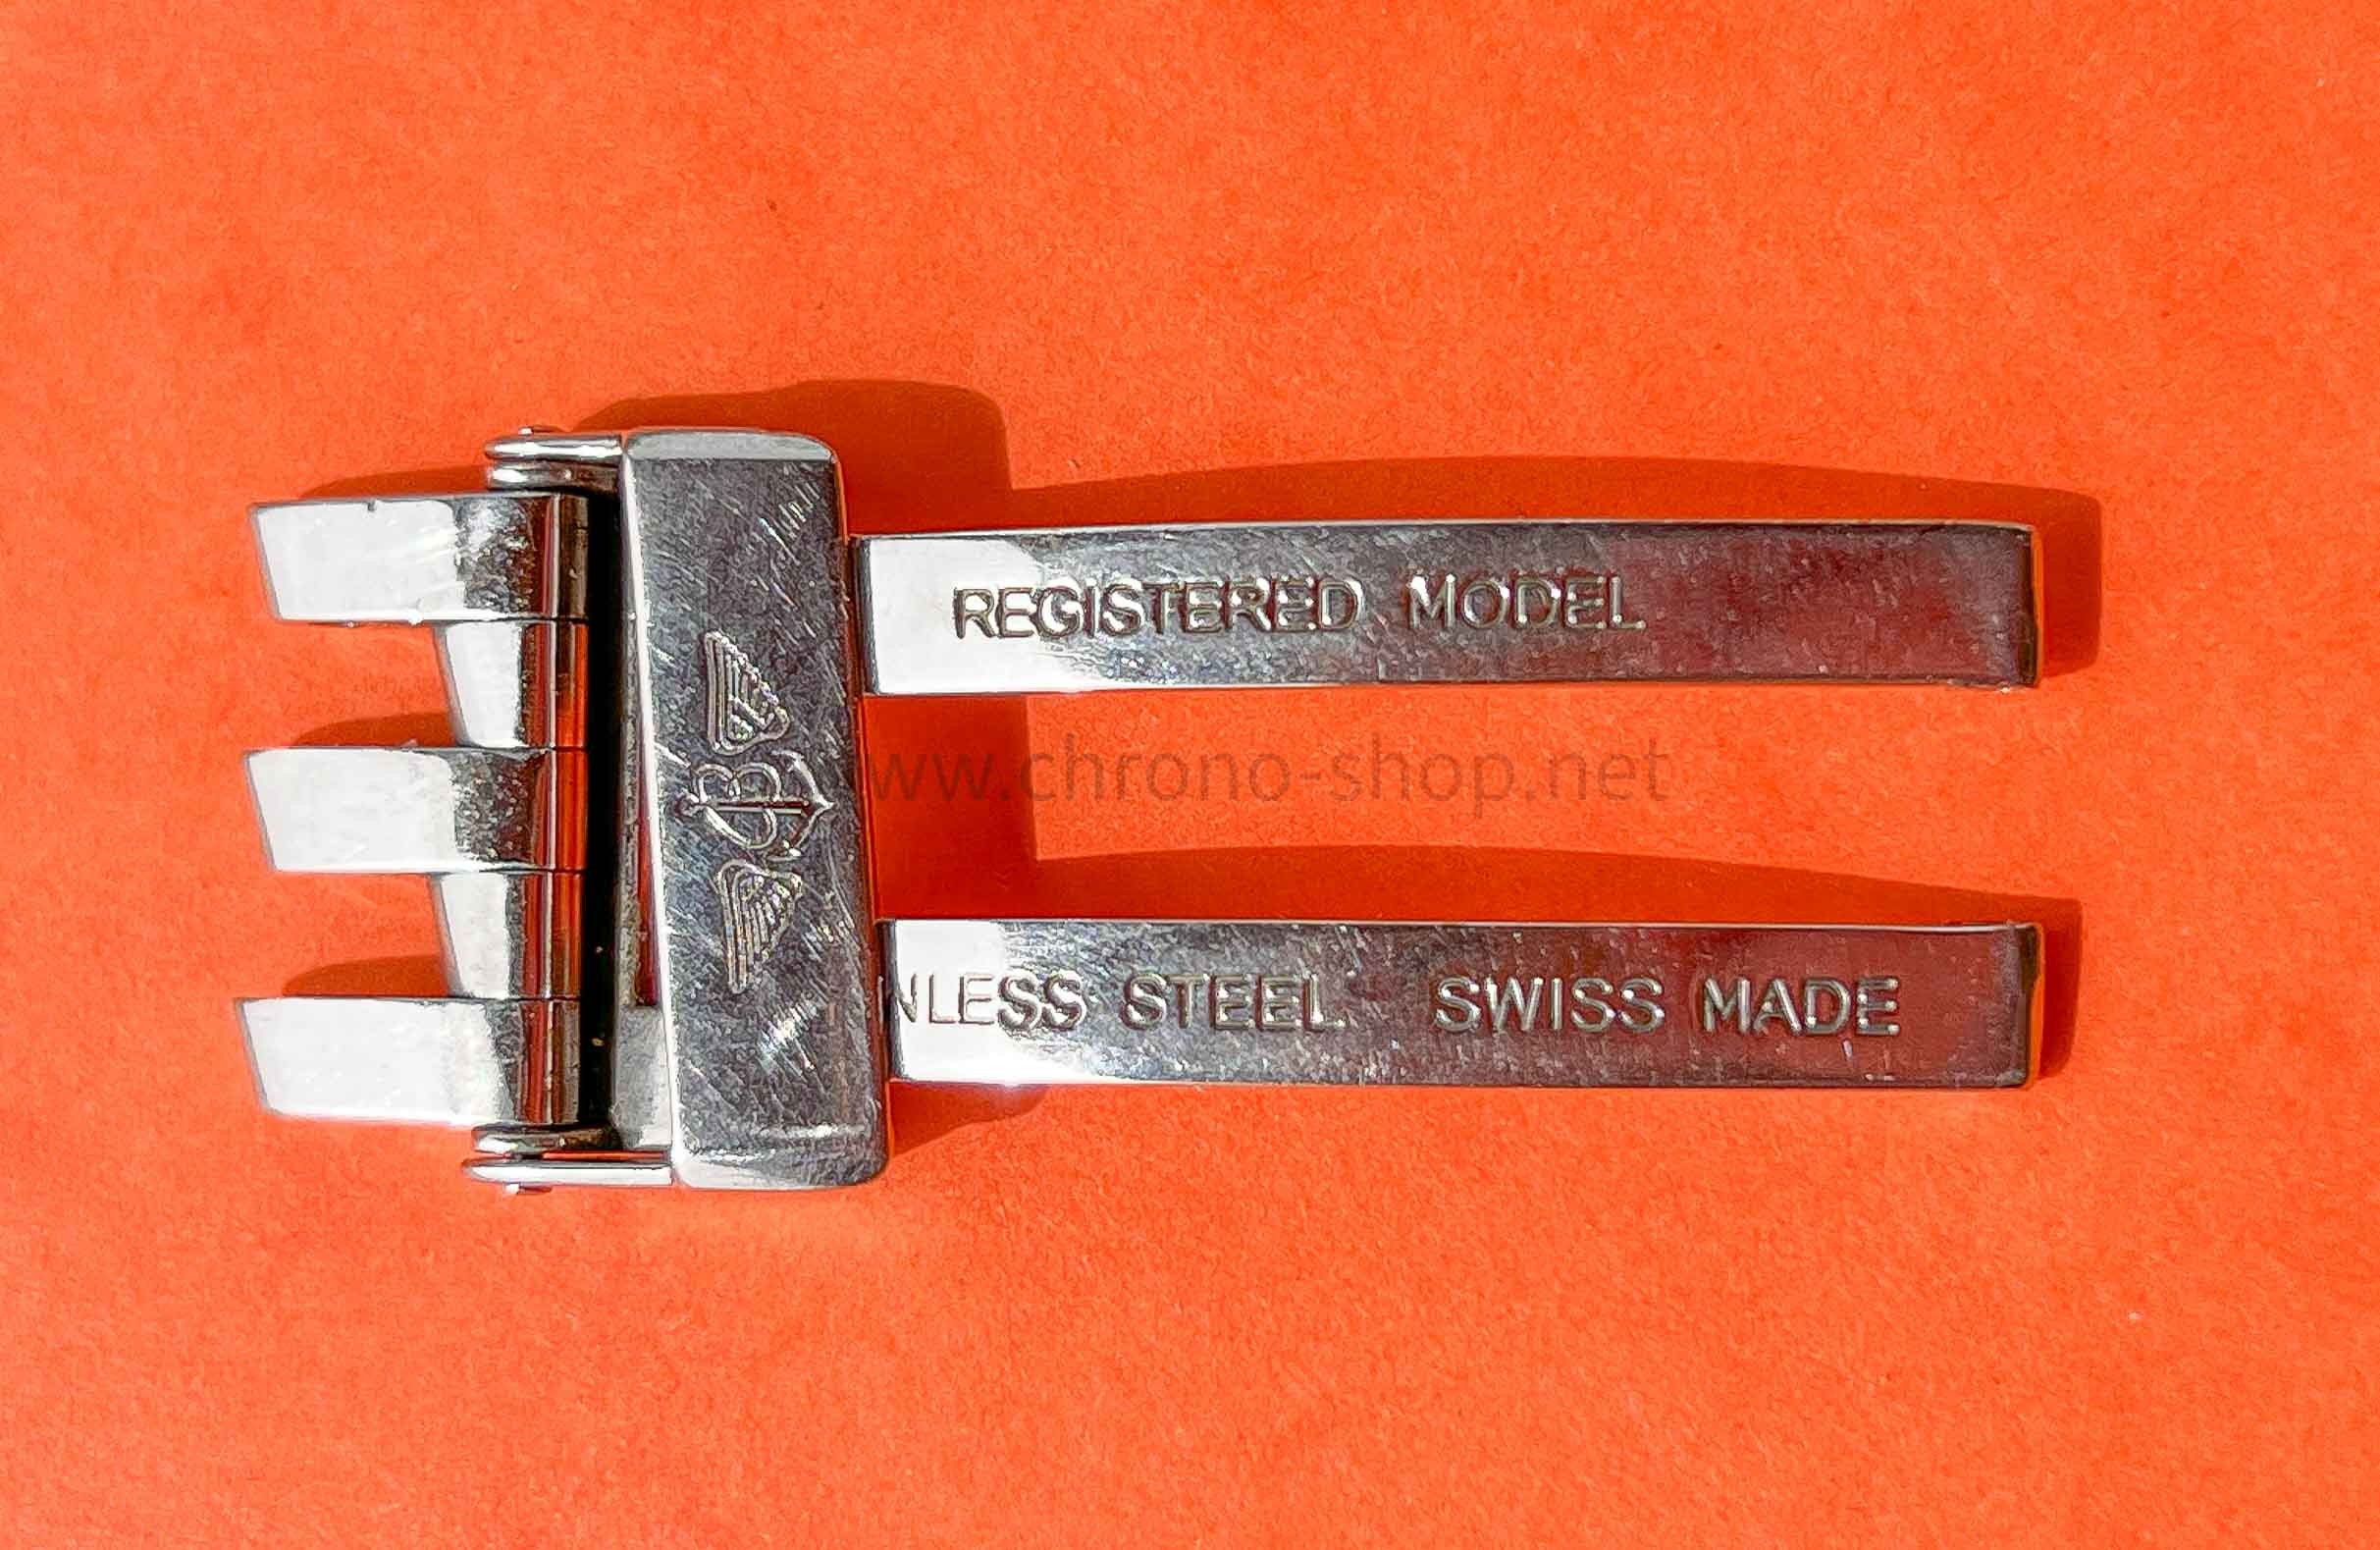 REGISTERED MODEL
www.chrono-shop.net
NLESS STEEL SWISS MADE